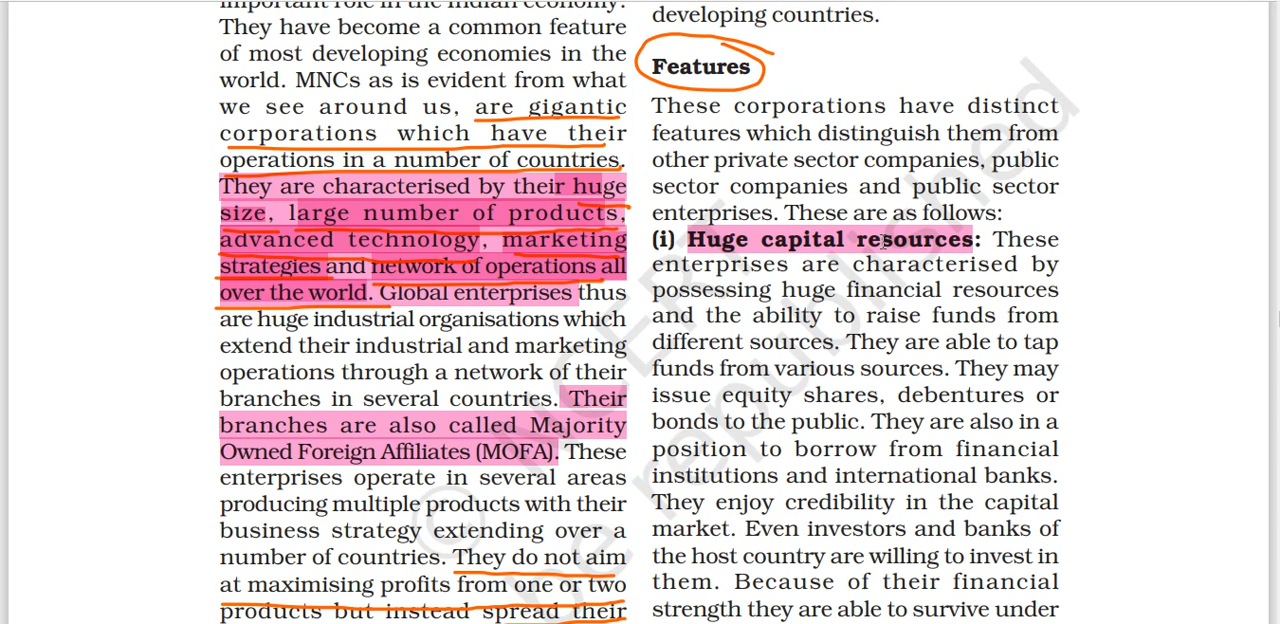 important role in the Indian economy.
They have become a common feature
of most developing economies in the
world. MNCs as is evident from what
we see around us, are gigantic
corporations which have their
operations in a number of countries.
They are characterised by their huge
size, large number of products,
advanced technology, marketing
strategies and network of operations all
over the world. Global enterprises thus
are huge industrial organisations which
extend their industrial and marketing
operations through a network of their
branches in several countries. Their
branches are also called Majority
Owned Foreign Affiliates (MOFA). These
enterprises operate in several areas
producing multiple products with their
business strategy extending over a
number of countries. They do not aim
at maximising profits from one or two
products but instead spread their
developing countries.
Features
These corporations have distinct
features which distinguish them from
other private sector companies, public
sector companies and public sector
enterprises. These are as follows:
(i) Huge capital resources: These
enterprises are characterised by
possessing huge financial resources
and the ability to raise funds from
different sources. They are able to tap
funds from various sources. They may
issue equity shares, debentures or
bonds to the public. They are also in a
position to borrow from financial
institutions and international banks.
They enjoy credibility in the capital
market. Even investors and banks of
the host country are willing to invest in
them. Because of their financial
strength they are able to survive under
© NCERT
be republished